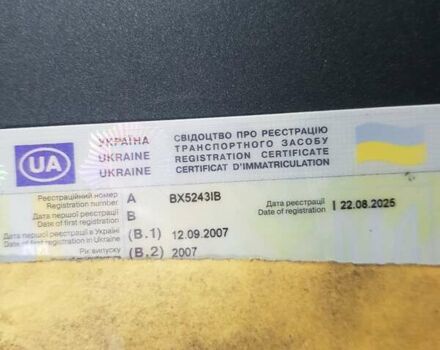 UA
УКРАЇНА
UKRAINE
UKRAINE
СВІДОЦТВО ПРО РЕЄСТРАЦІЮ
ТРАНСПОРТНОГО ЗАСОБУ
REGISTRATION CERTIFICATE
CERTIFICAT D'IMMATRICULATION
Реєстраційний номер A BX5243IB
Registration number
Дата реєстрації 22.08.2025
Date of registration
Дата першої реєстрації B
Date of first registration
Дата першої реєстрації в Україні (B.1) 12.09.2007
Date of first registration in Ukraine
Рік випуску (B.2) 2007